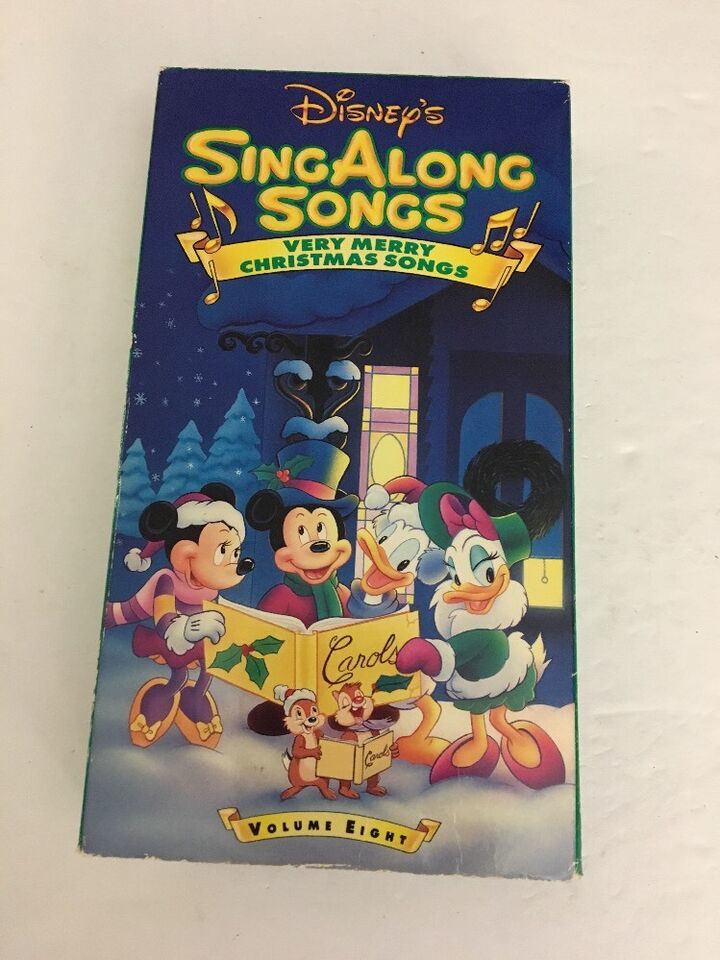 Disney's
SING ALONG
SONGS
VERY MERRY
CHRISTMAS SONGS
Carols
Carols
VOLUME EIGHT